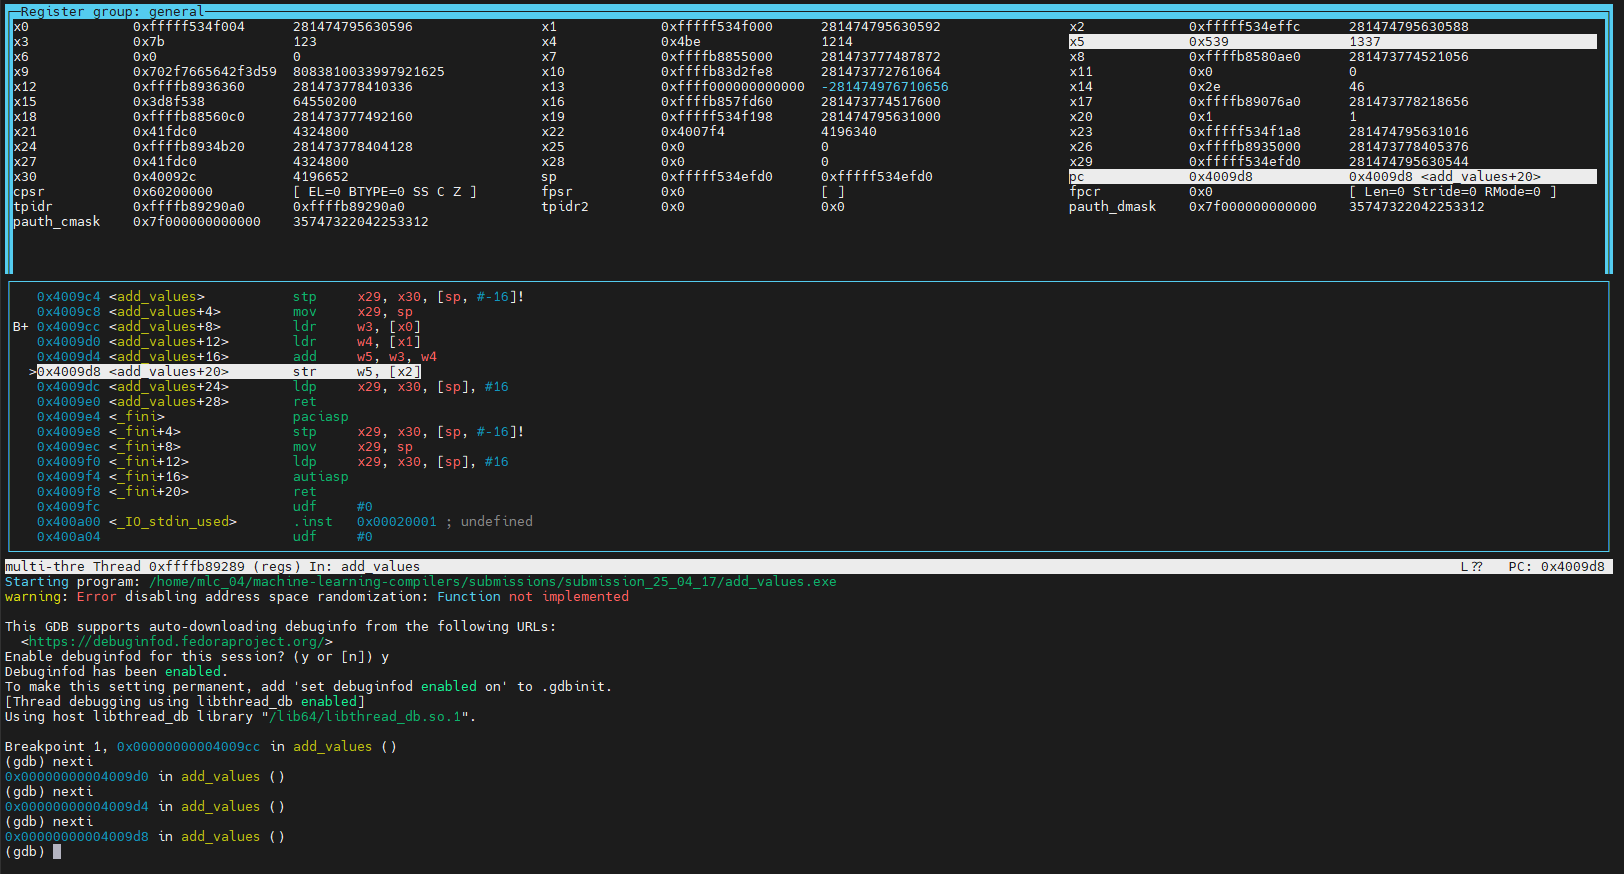 Register group: general
x0 0xfffff534f004 281474795630596 x1 0xfffff534f000 281474795630592 x2 0xfffff534effc 281474795630588
x3 0x7b 123 x4 0x4be 1214 x5 0x539 1337
x6 0x0 0 x7 0xffffb8855000 281473777487872 x8 0xffffb8580ae0 281473774521056
x9 0x702f7665642f3d59 8083810033997921625 x10 0xffffb83d2fe8 281473772761064 x11 0x0 0
x12 0xffffb8936360 281473778410336 x13 0xffff000000000000 -281474976710656 x14 0x2e 46
x15 0x3d8f538 64550200 x16 0xffffb857fd60 281473774517600 x17 0xffffb89076a0 281473778218656
x18 0xffffb88560c0 281473777492160 x19 0xfffff534f198 281474795631000 x20 0x1 1
x21 0x41fdc0 4324800 x22 0x4007f4 4196340 x23 0xfffff534f1a8 281474795631016
x24 0xffffb8934b20 281473778404128 x25 0x0 0 x26 0xffffb8935000 281473778405376
x27 0x41fdc0 4324800 x28 0x0 0 x29 0xfffff534efd0 281474795630544
x30 0x40092c 4196652 sp 0xfffff534efd0 0xfffff534efd0 pc 0x4009d8 0x4009d8 <add_values+20>
cpsr 0x60200000 [ EL=0 BTYPE=0 SS C Z ] fpsr 0x0 [ ] fpcr 0x0 [ Len=0 Stride=0 RMode=0 ]
tpidr 0xffffb89290a0 0xffffb89290a0 tpidr2 0x0 0x0 pauth_dmask 0x7f000000000000 35747322042253312
pauth_cmask 0x7f000000000000 35747322042253312
0x4009c4 <add_values> stp x29, x30, [sp, #-16]!
0x4009c8 <add_values+4> mov x29, sp
B+ 0x4009cc <add_values+8> ldr w3, [x0]
0x4009d0 <add_values+12> ldr w4, [x1]
0x4009d4 <add_values+16> add w5, w3, w4
>0x4009d8 <add_values+20> str w5, [x2]
0x4009dc <add_values+24> ldp x29, x30, [sp], #16
0x4009e0 <add_values+28> ret
0x4009e4 <_fini> paciasp
0x4009e8 <_fini+4> stp x29, x30, [sp, #-16]!
0x4009ec <_fini+8> mov x29, sp
0x4009f0 <_fini+12> ldp x29, x30, [sp], #16
0x4009f4 <_fini+16> autiasp
0x4009f8 <_fini+20> ret
0x4009fc udf #0
0x400a00 <_IO_stdin_used> .inst 0x00020001 ; undefined
0x400a04 udf #0
multi-thre Thread 0xffffb89289 (regs) In: add_values L?? PC: 0x4009d8
Starting program: /home/mlc_04/machine-learning-compilers/submissions/submission_25_04_17/add_values.exe
warning: Error disabling address space randomization: Function not implemented
This GDB supports auto-downloading debuginfo from the following URLs:
<https://debuginfod.fedoraproject.org/>
Enable debuginfod for this session? (y or [n]) y
Debuginfod has been enabled.
To make this setting permanent, add 'set debuginfod enabled on' to .gdbinit.
[Thread debugging using libthread_db enabled]
Using host libthread_db library "/lib64/libthread_db.so.1".
Breakpoint 1, 0x00000000004009cc in add_values ()
(gdb) nexti
0x00000000004009d0 in add_values ()
(gdb) nexti
0x00000000004009d4 in add_values ()
(gdb) nexti
0x00000000004009d8 in add_values ()
(gdb)